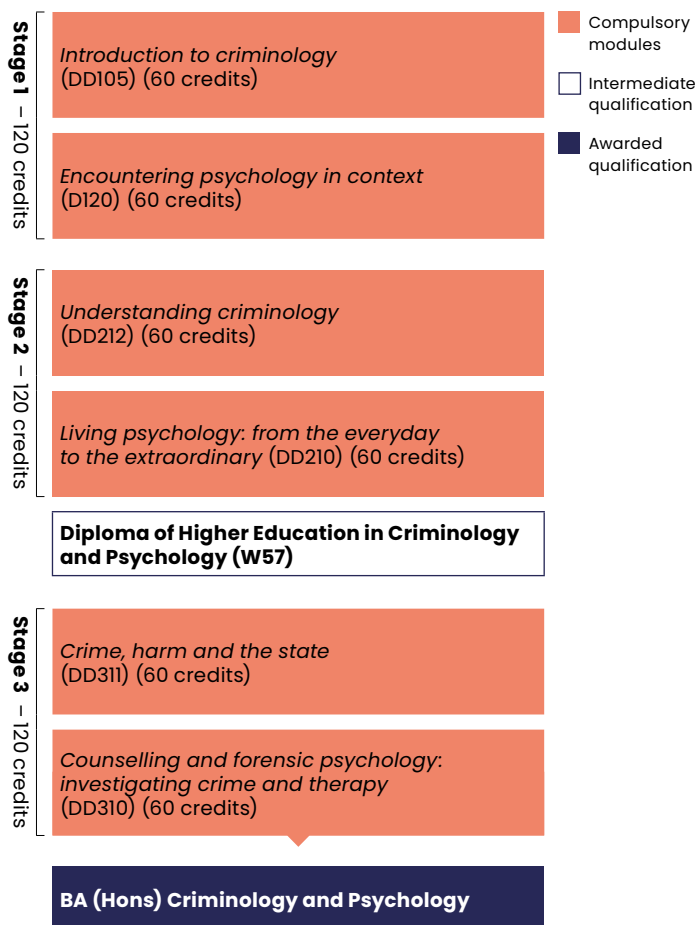 Stage 1 – 120 credits
Introduction to criminology
(DD105) (60 credits)
Encountering psychology in context
(D120) (60 credits)
Stage 2 – 120 credits
Understanding criminology
(DD212) (60 credits)
Living psychology: from the everyday
to the extraordinary (DD210) (60 credits)
Diploma of Higher Education in Criminology
and Psychology (W57)
Stage 3 – 120 credits
Crime, harm and the state
(DD311) (60 credits)
Counselling and forensic psychology:
investigating crime and therapy
(DD310) (60 credits)
BA (Hons) Criminology and Psychology
Compulsory
modules
Intermediate
qualification
Awarded
qualification